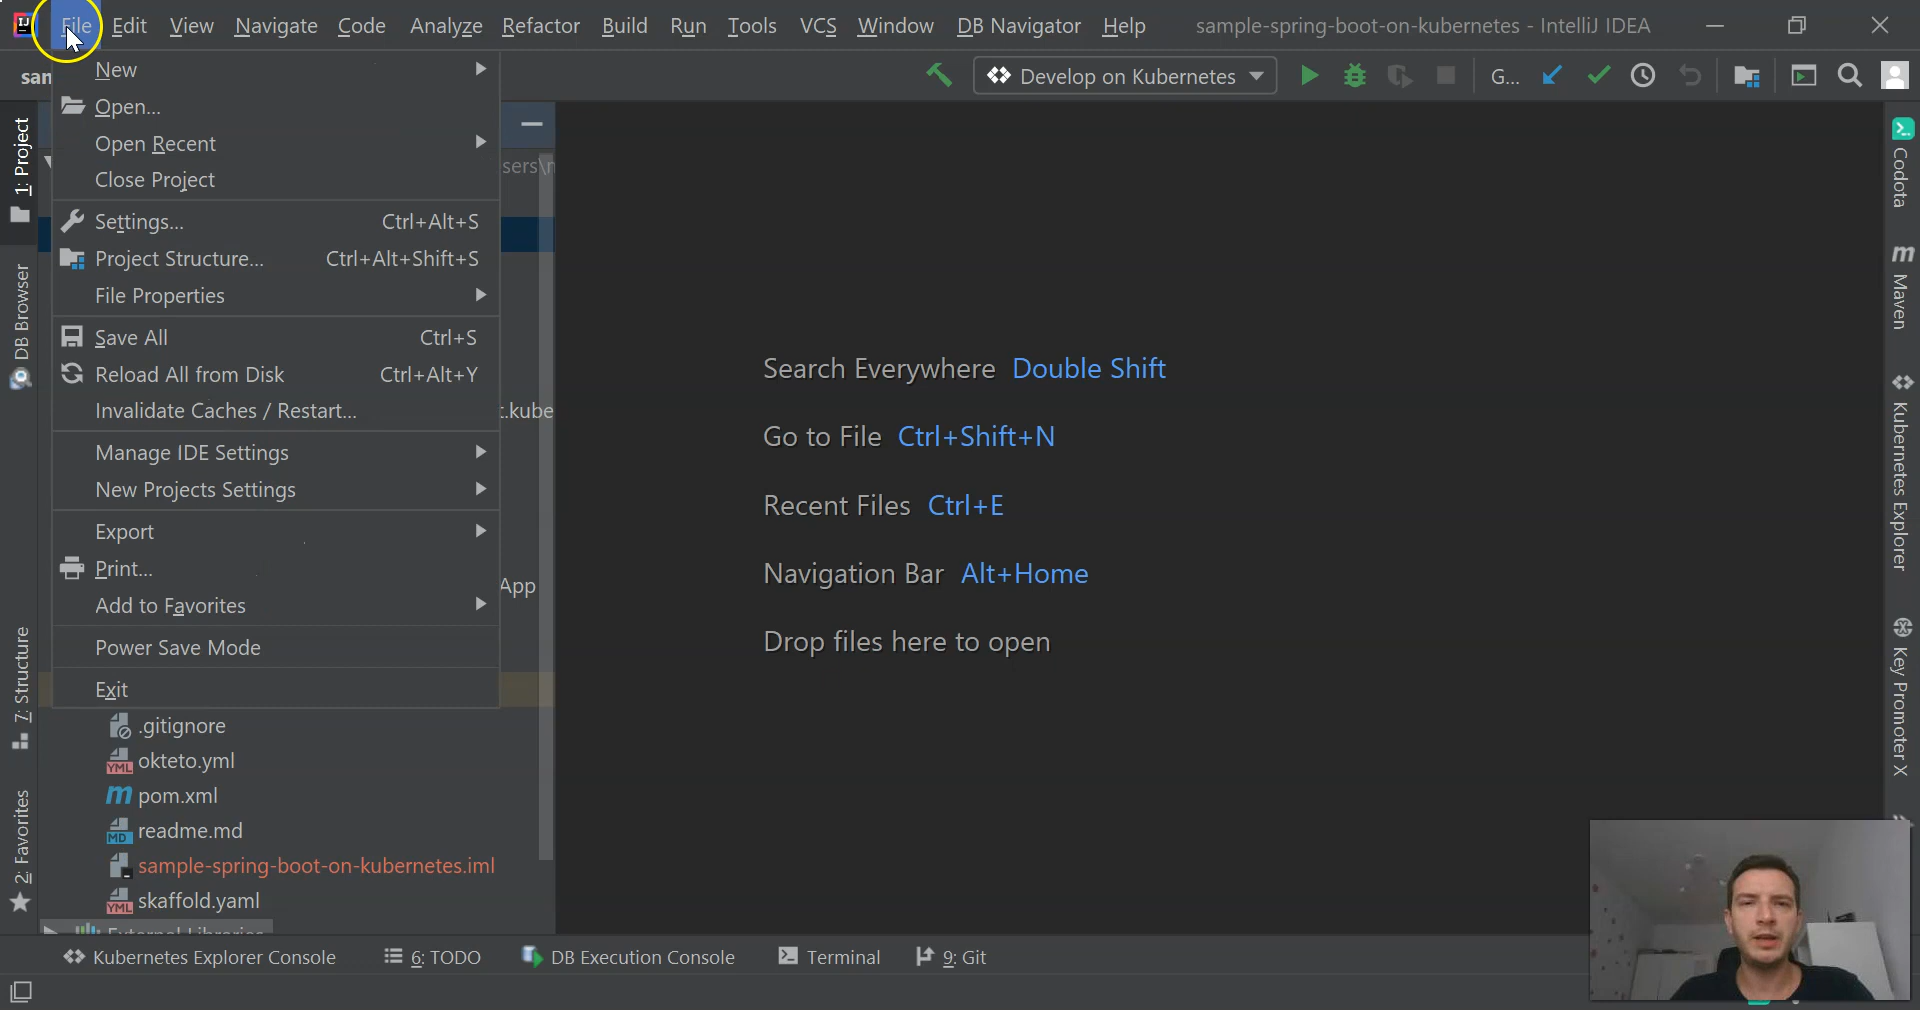 File Edit View Navigate Code Analyze Refactor Build Run Tools VCS Window DB Navigator Help sample-spring-boot-on-kubernetes - IntelliJ IDEA
san
Develop on Kubernetes
G...
New
Open...
Open Recent
Close Project
Settings... Ctrl+Alt+S
Project Structure... Ctrl+Alt+Shift+S
File Properties
Save All Ctrl+S
Reload All from Disk Ctrl+Alt+Y
Invalidate Caches / Restart...
Manage IDE Settings
New Projects Settings
Export
Print...
Add to Favorites
Power Save Mode
Exit
sers\
t.kube
App
.gitignore
okteto.yml
pom.xml
readme.md
sample-spring-boot-on-kubernetes.iml
skaffold.yaml
External Libraries
1: Project
DB Browser
7: Structure
2: Favorites
Search Everywhere Double Shift
Go to File Ctrl+Shift+N
Recent Files Ctrl+E
Navigation Bar Alt+Home
Drop files here to open
Codota
Maven
Kubernetes Explorer
Key Promoter X
Kubernetes Explorer Console
6: TODO
DB Execution Console
Terminal
9: Git